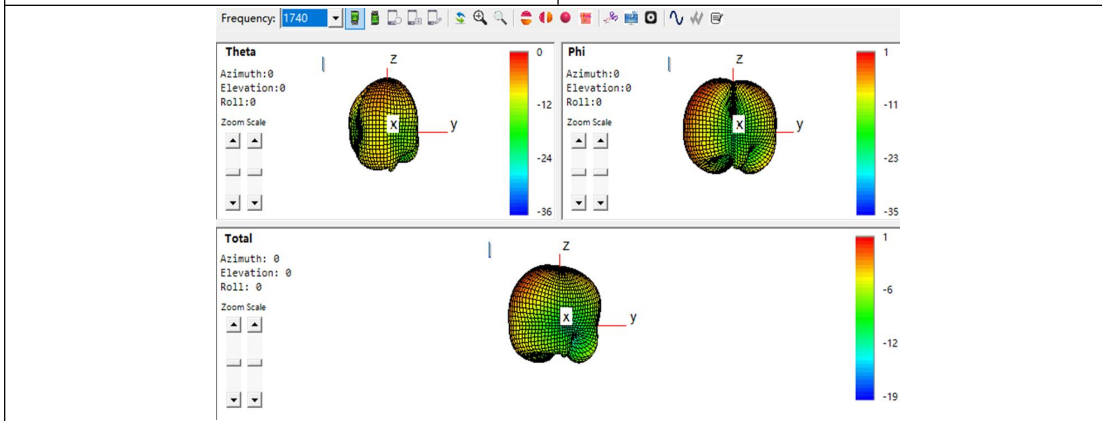 Frequency: 1740
Theta
Azimuth:0
Elevation:0
Roll:0
Zoom Scale
z
x
y
0
-12
-24
-36
Phi
Azimuth:0
Elevation:0
Roll:0
Zoom Scale
z
x
y
1
-11
-23
-35
Total
Azimuth: 0
Elevation: 0
Roll: 0
Zoom Scale
z
x
y
1
-6
-12
-19